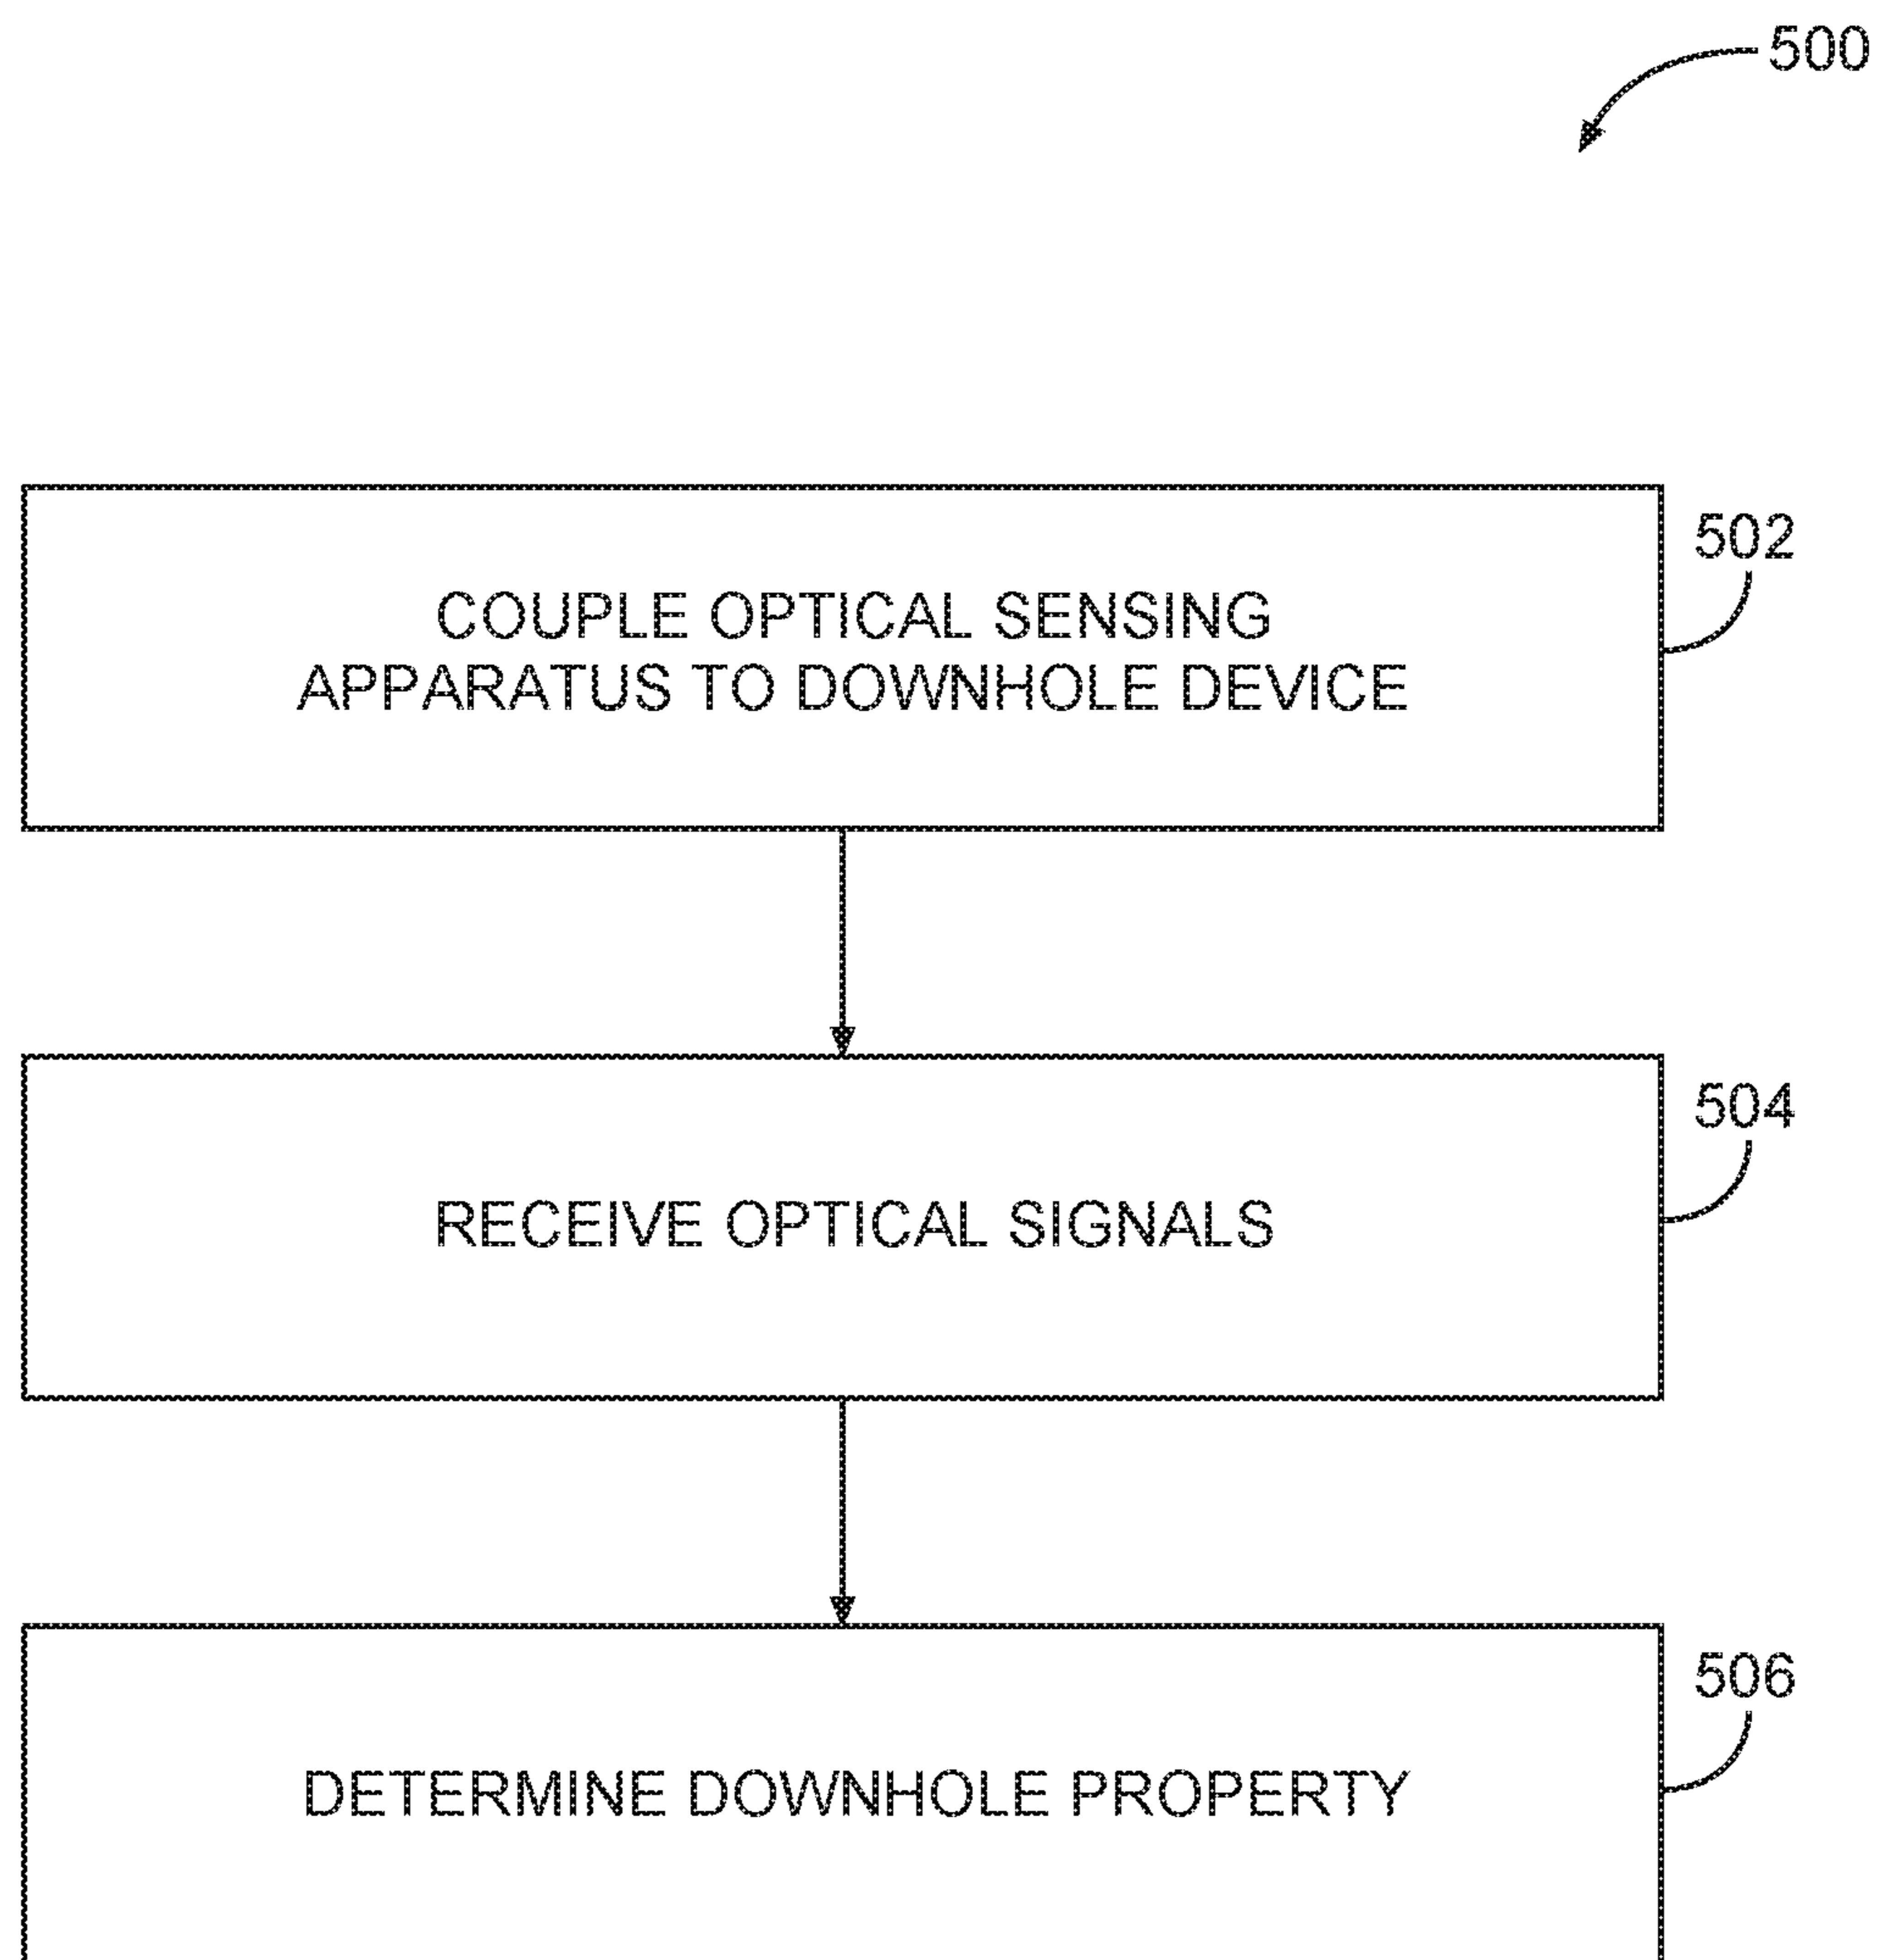 500
502
COUPLE OPTICAL SENSING
APPARATUS TO DOWNHOLE DEVICE
504
RECEIVE OPTICAL SIGNALS
506
DETERMINE DOWNHOLE PROPERTY